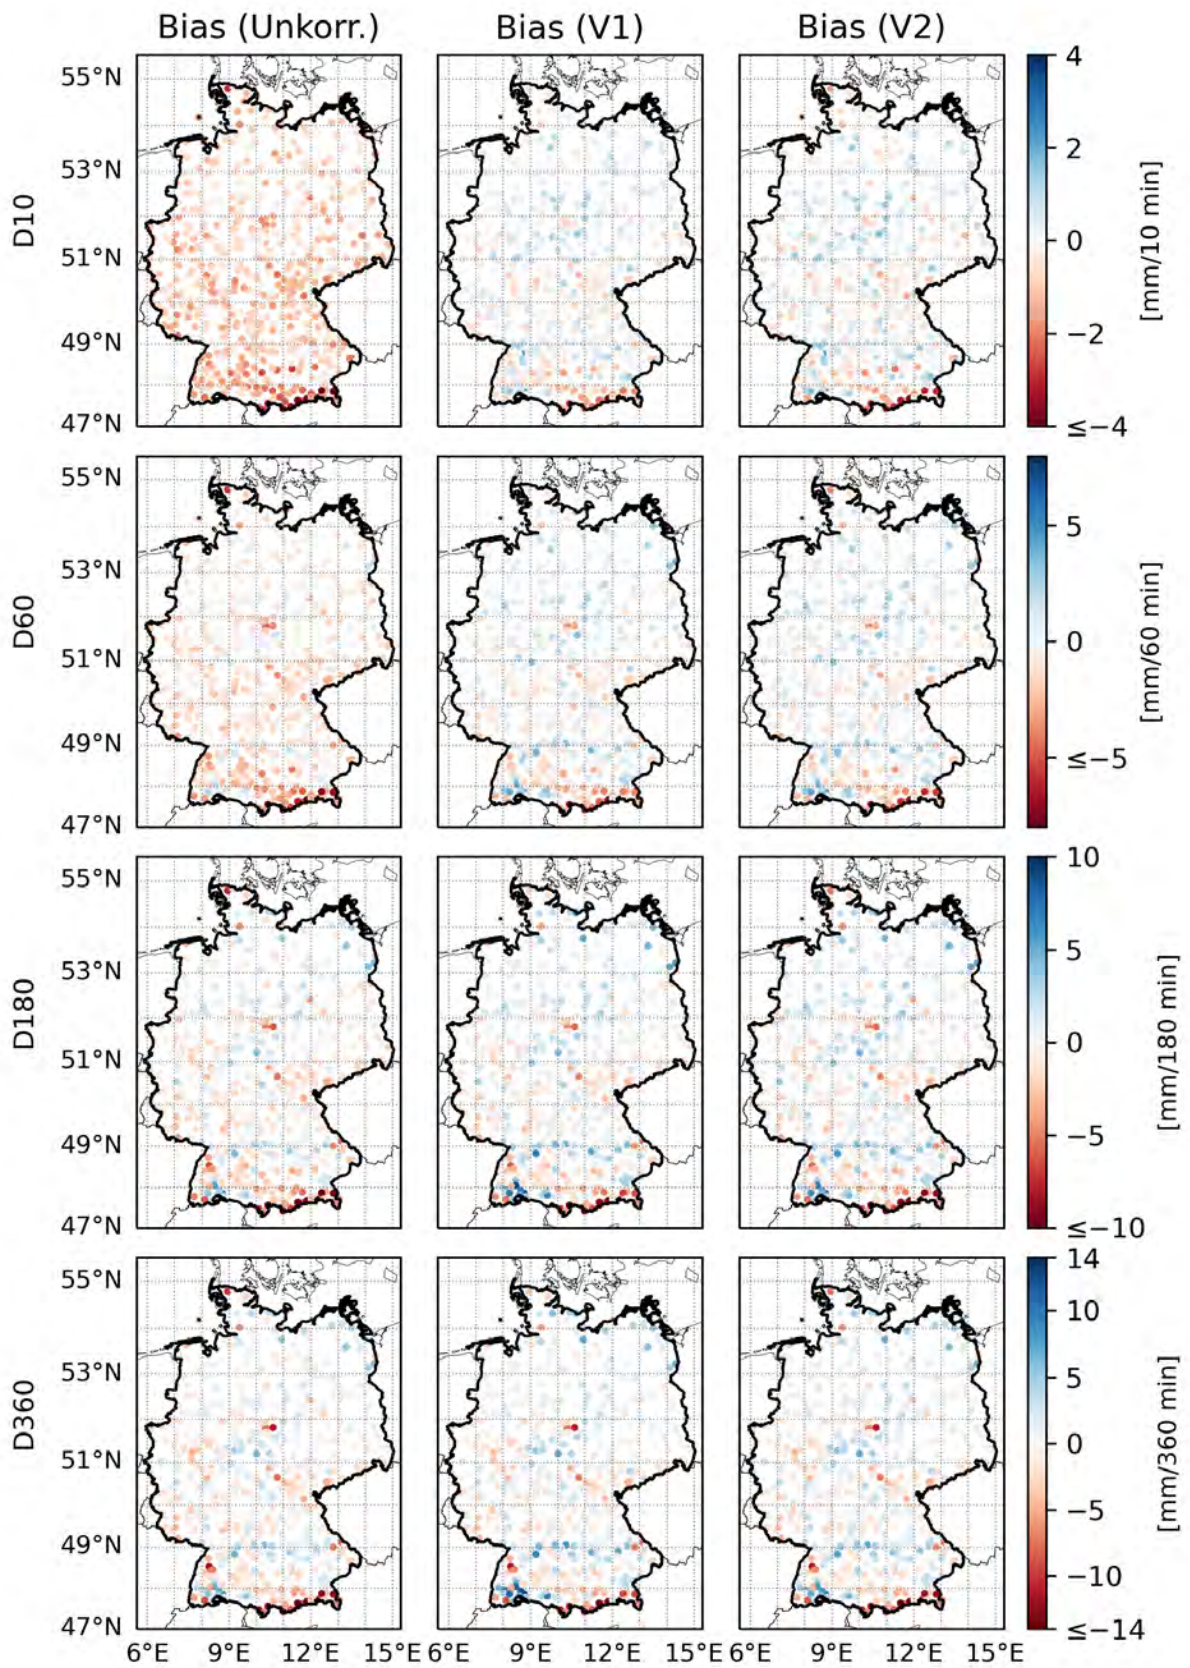 Bias (Unkorr.) Bias (V1) Bias (V2)
D10
55°N
53°N
51°N
49°N
47°N
4
2
0
−2
≤−4
[mm/10 min]
D60
55°N
53°N
51°N
49°N
47°N
5
0
≤−5
[mm/60 min]
D180
55°N
53°N
51°N
49°N
47°N
10
5
0
−5
≤−10
[mm/180 min]
D360
55°N
53°N
51°N
49°N
47°N
14
10
5
0
−5
−10
≤−14
[mm/360 min]
6°E 9°E 12°E 15°E 6°E 9°E 12°E 15°E 6°E 9°E 12°E 15°E